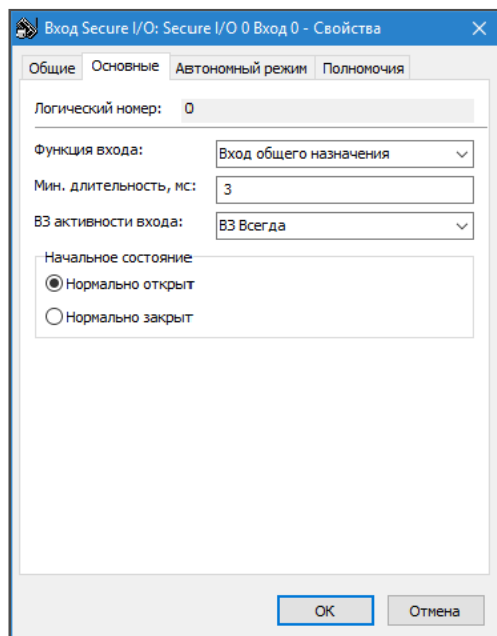 Вход Secure I/O: Secure I/O 0 Вход 0 - Свойства
Общие Основные Автономный режим Полномочия
Логический номер: 0
Функция входа: Вход общего назначения
Мин. длительность, мс: 3
ВЗ активности входа: ВЗ Всегда
Начальное состояние
Нормально открыт
Нормально закрыт
ОК Отмена